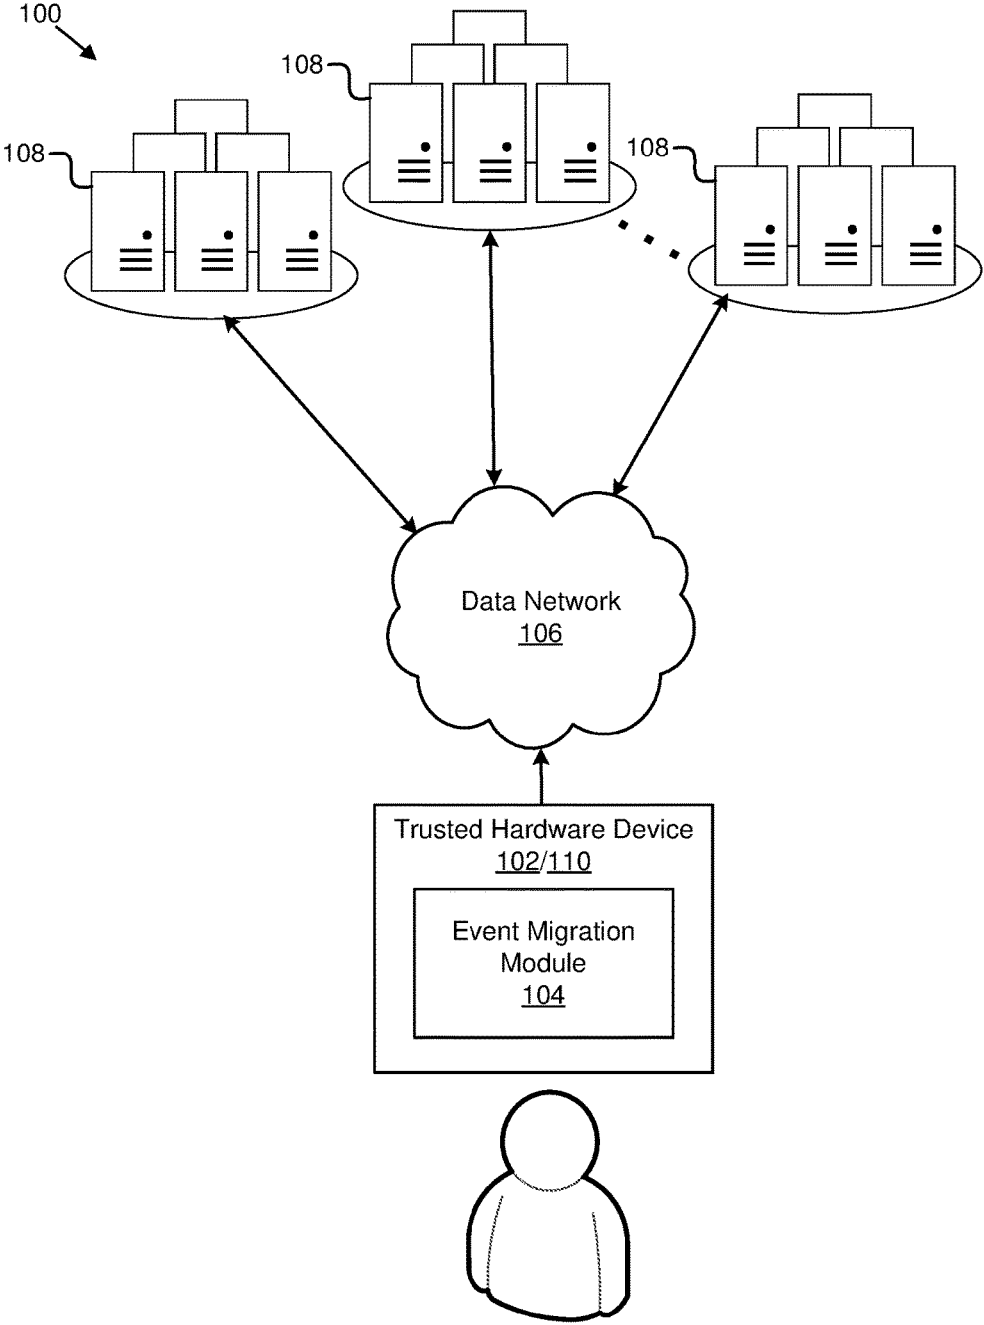 100
108
108
108
Data Network
106
Trusted Hardware Device
102/110
Event Migration
Module
104